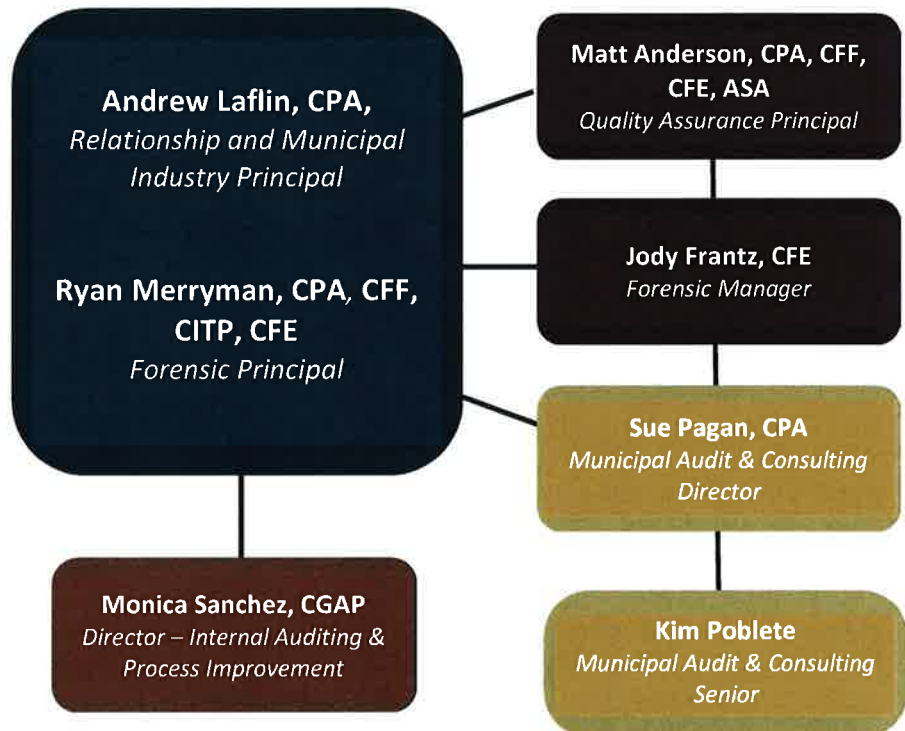 Andrew Laflin, CPA,
Relationship and Municipal
Industry Principal
Ryan Merryman, CPA, CFF,
CITP, CFE
Forensic Principal
Matt Anderson, CPA, CFF,
CFE, ASA
Quality Assurance Principal
Jody Frantz, CFE
Forensic Manager
Sue Pagan, CPA
Municipal Audit & Consulting
Director
Monica Sanchez, CGAP
Director – Internal Auditing &
Process Improvement
Kim Poblete
Municipal Audit & Consulting
Senior